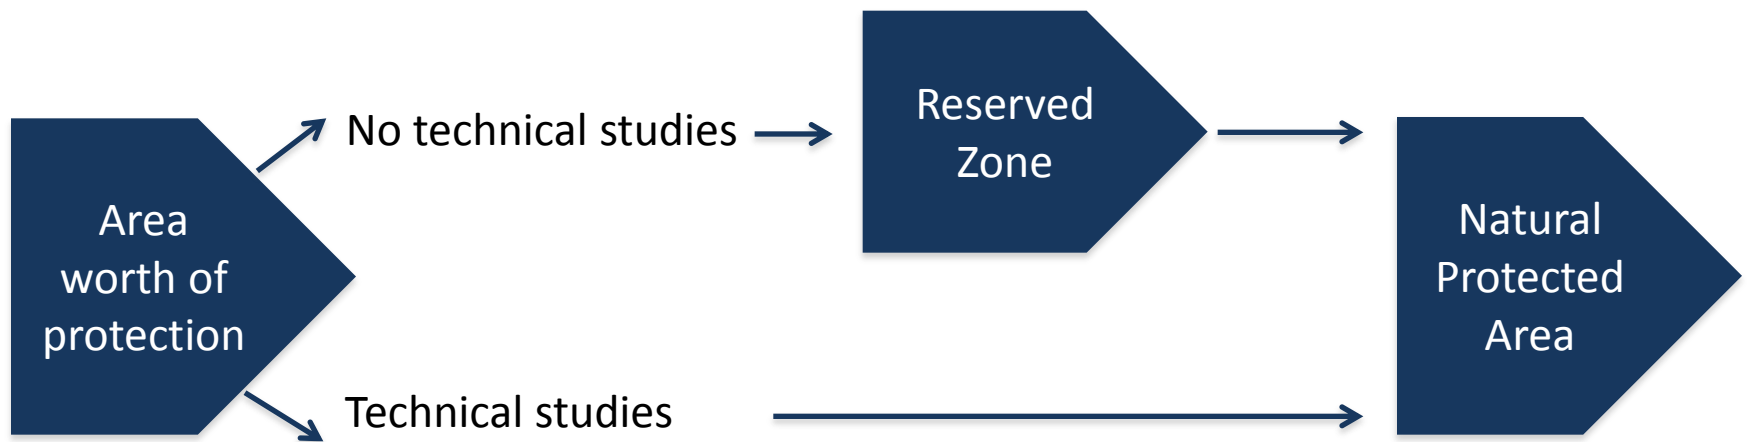 Area
worth of
protection
No technical studies
Reserved
Zone
Technical studies
Natural
Protected
Area